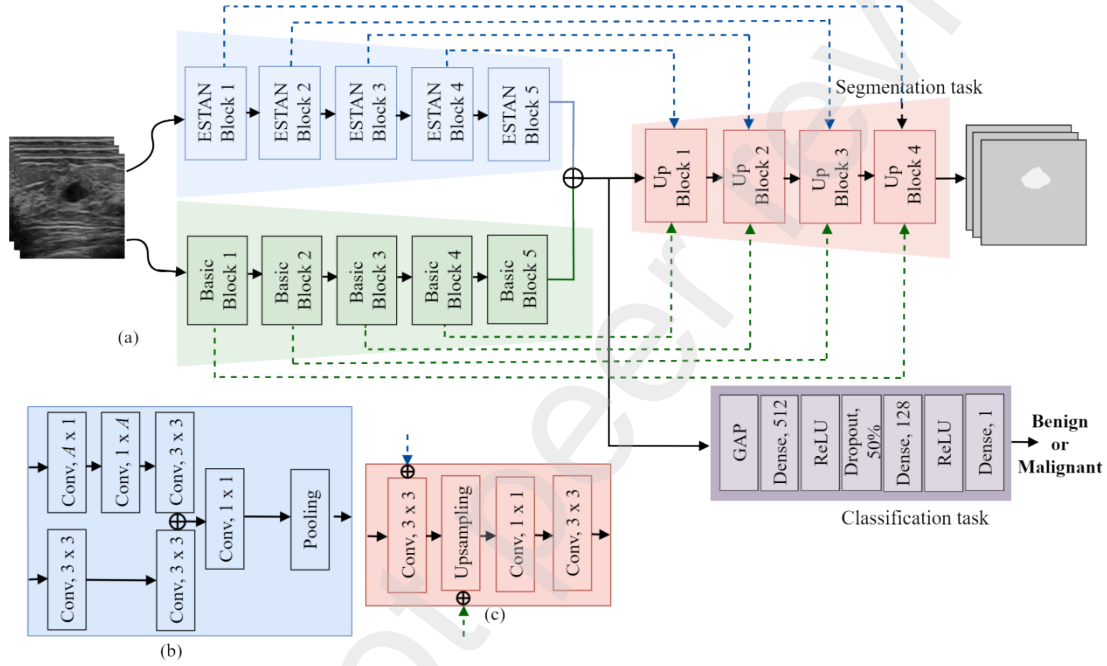 ESTAN
Block 1
ESTAN
Block 2
ESTAN
Block 3
ESTAN
Block 4
ESTAN
Block 5
Segmentation task
Up
Block 1
Up
Block 2
Up
Block 3
Up
Block 4
Basic
Block 1
Basic
Block 2
Basic
Block 3
Basic
Block 4
Basic
Block 5
(a)
GAP
Dense, 512
ReLU
Dropout,
50%
Dense, 128
ReLU
Dense, 1
Benign
or
Malignant
Classification task
Conv, A x 1
Conv, 1 x A
Conv, 3 x 3
Conv, 3 x 3
Conv, 3 x 3
Conv, 1 x 1
Pooling
(b)
Conv, 3 x 3
Upsampling
Conv, 1 x 1
Conv, 3 x 3
(c)
ot peer revi